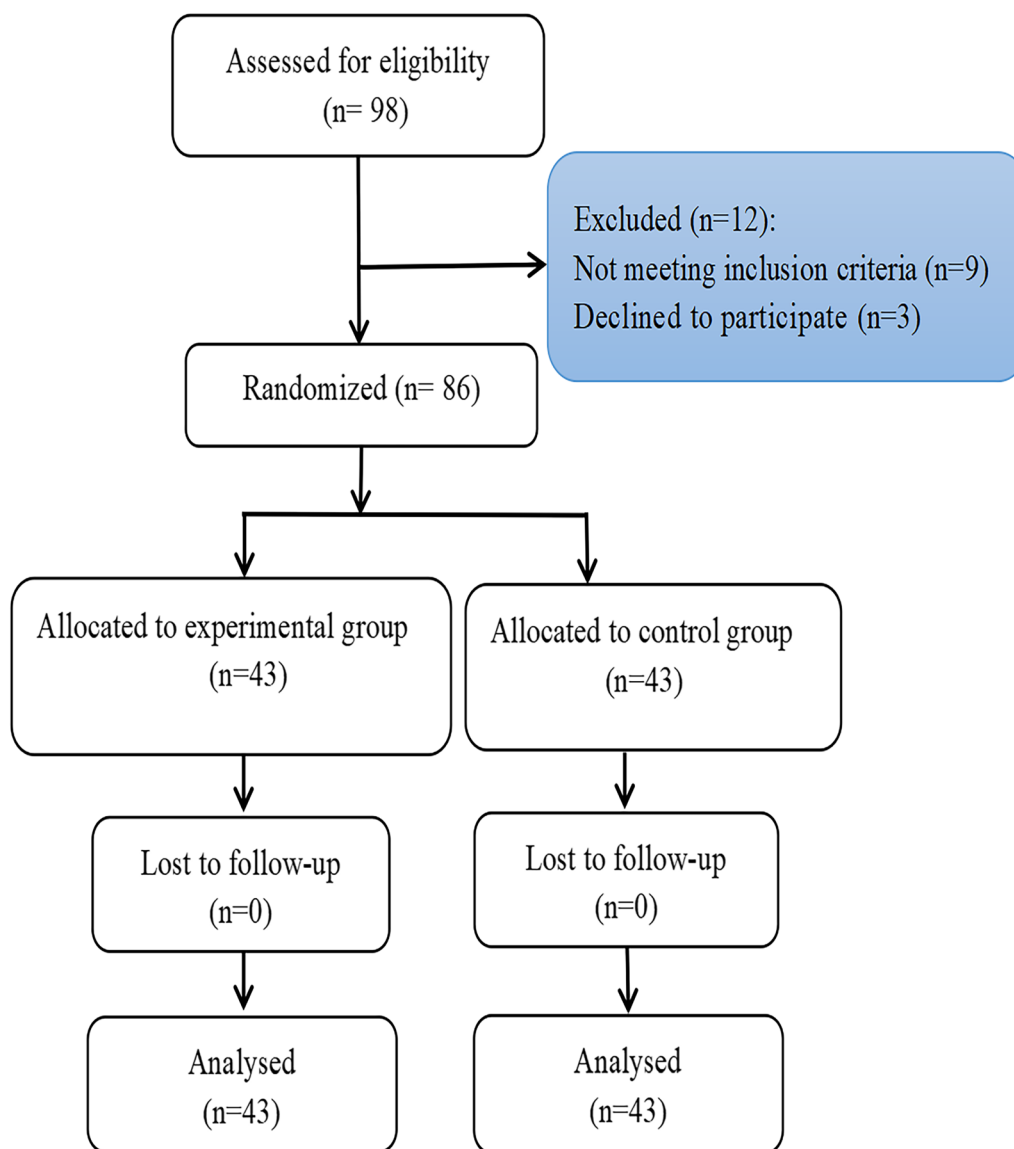 Assessed for eligibility
(n= 98)
Excluded (n=12):
Not meeting inclusion criteria (n=9)
Declined to participate (n=3)
Randomized (n= 86)
Allocated to experimental group
(n=43)
Allocated to control group
(n=43)
Lost to follow-up
(n=0)
Lost to follow-up
(n=0)
Analysed
(n=43)
Analysed
(n=43)